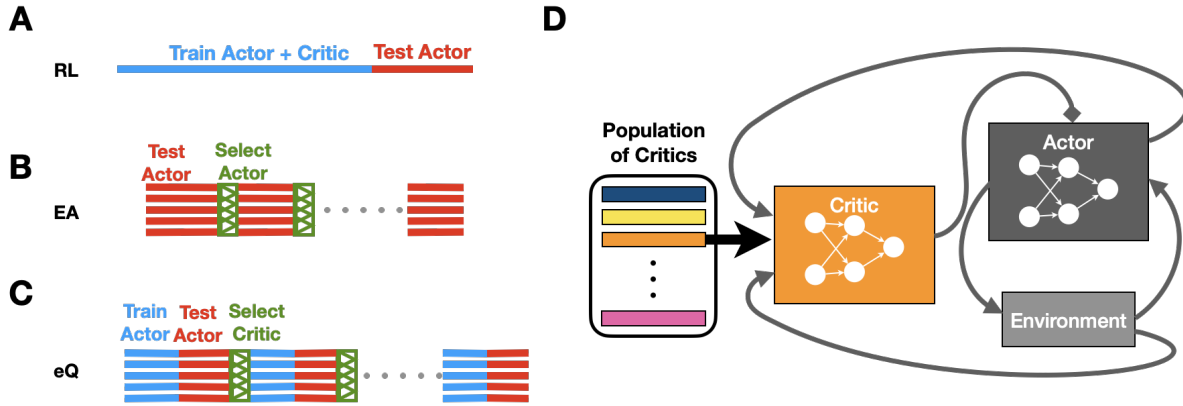 A
Train Actor + Critic
Test Actor
RL
B
Test
Actor
Select
Actor
EA
C
Train
Actor
Test
Actor
Select
Critic
eQ
D
Population
of Critics
Critic
Actor
Environment